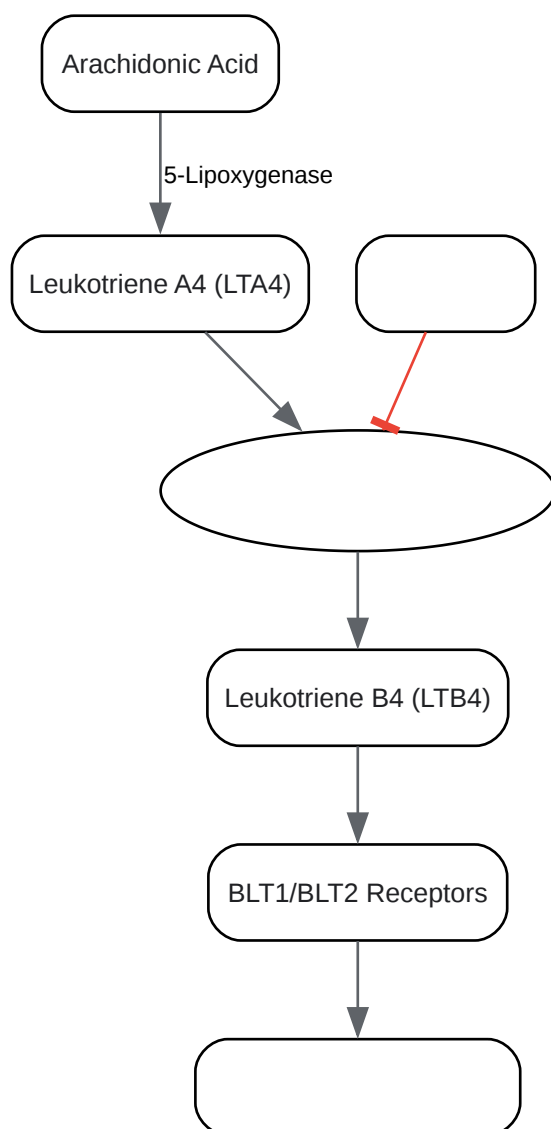 Arachidonic Acid
5-Lipoxygenase
Leukotriene A4 (LTA4)
Leukotriene B4 (LTB4)
BLT1/BLT2 Receptors